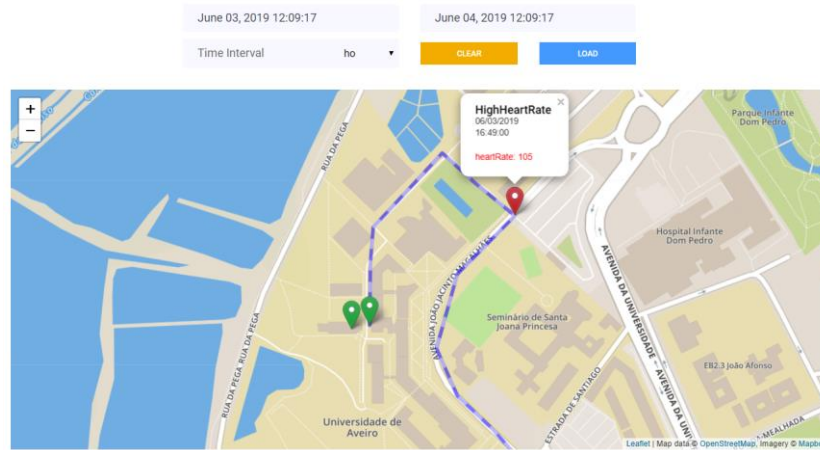 June 03, 2019 12:09:17
June 04, 2019 12:09:17
Time Interval
ho
CLEAR
LOAD
+
−
HighHeartRate
06/03/2019
16:49:00
heartRate: 105
×
RUA DA PEGA
Parque Infante
Dom Pedro
Hospital Infante
Dom Pedro
AVENIDA DA UNIVERSIDADE - AVENIDA DA UNIV
AVENIDA JOÃO JACINTO MAGALHÃES
Seminário de Santa
Joana Princesa
RUA DA PEGA RUA DA PEGA
EB2.3 João Afonso
ESTRADA DE SANTIAGO
Universidade de
Aveiro
A-MEALHADA
Leaflet | Map data © OpenStreetMap, Imagery © Mapbo